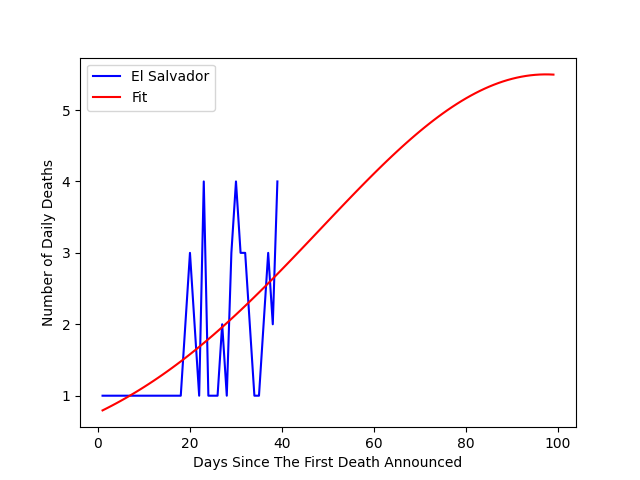 El Salvador
Fit
Number of Daily Deaths
5
4
3
2
1
0 20 40 60 80 100
Days Since The First Death Announced